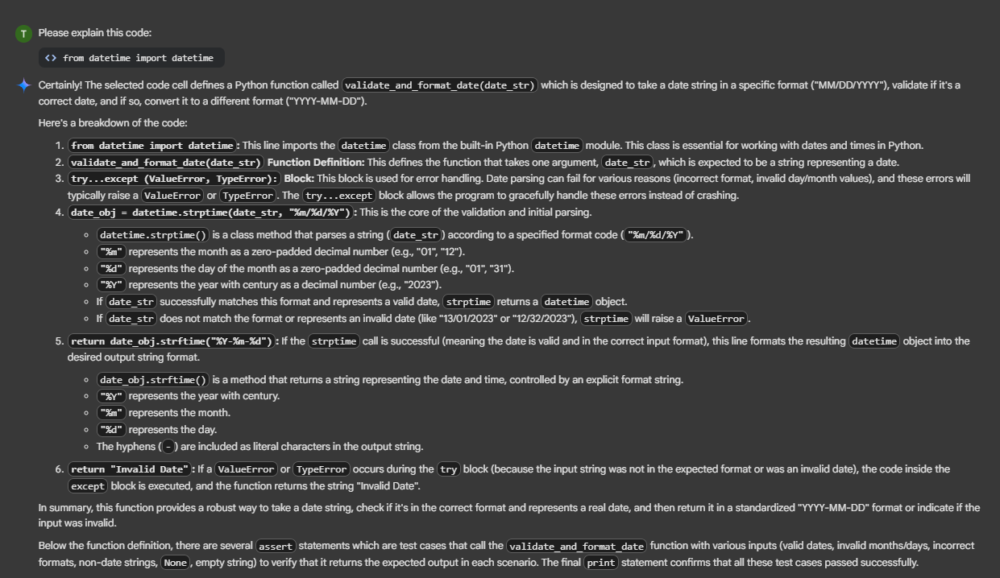 T Please explain this code:
<> from datetime import datetime
Certainly! The selected code cell defines a Python function called validate_and_format_date(date_str) which is designed to take a date string in a specific format ("MM/DD/YYYY"), validate if it's a
correct date, and if so, convert it to a different format ("YYYY-MM-DD").
Here's a breakdown of the code:
1. from datetime import datetime: This line imports the datetime class from the built-in Python datetime module. This class is essential for working with dates and times in Python.
2. validate_and_format_date(date_str) Function Definition: This defines the function that takes one argument, date_str, which is expected to be a string representing a date.
3. try...except (ValueError, TypeError): Block: This block is used for error handling. Date parsing can fail for various reasons (incorrect format, invalid day/month values), and these errors will
typically raise a ValueError or TypeError. The try...except block allows the program to gracefully handle these errors instead of crashing.
4. date_obj = datetime.strptime(date_str, "%m/%d/%Y"): This is the core of the validation and initial parsing.
◦ datetime.strptime() is a class method that parses a string (date_str) according to a specified format code ("%m/%d/%Y").
◦ "%m" represents the month as a zero-padded decimal number (e.g., "01", "12").
◦ "%d" represents the day of the month as a zero-padded decimal number (e.g., "01", "31").
◦ "%Y" represents the year with century as a decimal number (e.g., "2023").
◦ If date_str successfully matches this format and represents a valid date, strptime returns a datetime object.
◦ If date_str does not match the format or represents an invalid date (like "13/01/2023" or "12/32/2023"), strptime will raise a ValueError.
5. return date_obj.strftime("%Y-%m-%d"): If the strptime call is successful (meaning the date is valid and in the correct input format), this line formats the resulting datetime object into the
desired output string format.
◦ date_obj.strftime() is a method that returns a string representing the date and time, controlled by an explicit format string.
◦ "%Y" represents the year with century.
◦ "%m" represents the month.
◦ "%d" represents the day.
◦ The hyphens (-) are included as literal characters in the output string.
6. return "Invalid Date": If a ValueError or TypeError occurs during the try block (because the input string was not in the expected format or was an invalid date), the code inside the
except block is executed, and the function returns the string "Invalid Date".
In summary, this function provides a robust way to take a date string, check if it's in the correct format and represents a real date, and then return it in a standardized "YYYY-MM-DD" format or indicate if the
input was invalid.
Below the function definition, there are several assert statements which are test cases that call the validate_and_format_date function with various inputs (valid dates, invalid months/days, incorrect
formats, non-date strings, None, empty string) to verify that it returns the expected output in each scenario. The final print statement confirms that all these test cases passed successfully.